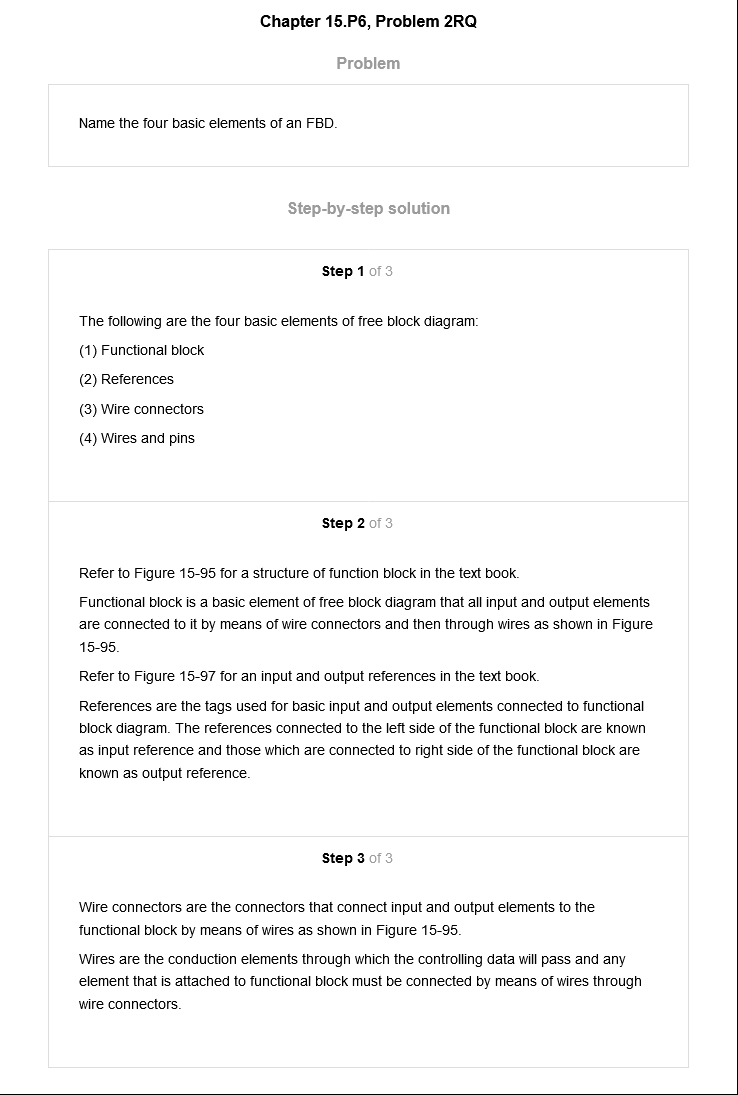 Chapter 15.P6, Problem 2RQ
Problem
Name the four basic elements of an FBD.
Step-by-step solution
Step 1 of 3
The following are the four basic elements of free block diagram:
(1) Functional block
(2) References
(3) Wire connectors
(4) Wires and pins
Step 2 of 3
Refer to Figure 15-95 for a structure of function block in the text book.
Functional block is a basic element of free block diagram that all input and output elements
are connected to it by means of wire connectors and then through wires as shown in Figure
15-95.
Refer to Figure 15-97 for an input and output references in the text book.
References are the tags used for basic input and output elements connected to functional
block diagram. The references connected to the left side of the functional block are known
as input reference and those which are connected to right side of the functional block are
known as output reference.
Step 3 of 3
Wire connectors are the connectors that connect input and output elements to the
functional block by means of wires as shown in Figure 15-95.
Wires are the conduction elements through which the controlling data will pass and any
element that is attached to functional block must be connected by means of wires through
wire connectors.